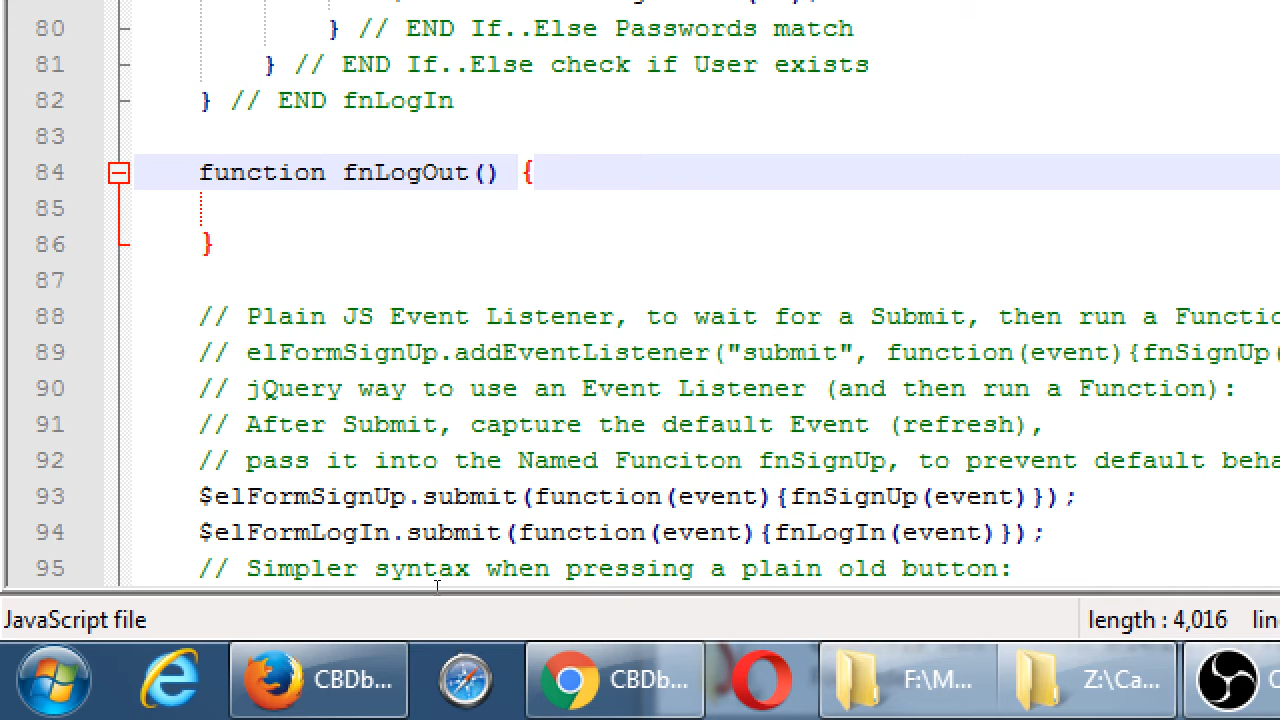 80 } // END If..Else Passwords match
81 } // END If..Else check if User exists
82 } // END fnLogIn
83
84 function fnLogOut() {
85
86 }
87
88 // Plain JS Event Listener, to wait for a Submit, then run a
89 // elFormSignUp.addEventListener("submit", function(event){fnSignUp(
90 // jQuery way to use an Event Listener (and then run a Function):
91 // After Submit, capture the default Event (refresh),
92 // pass it into the Named Funciton fnSignUp, to prevent default
93 $elFormSignUp.submit(function(event){fnSignUp(event)});
94 $elFormLogIn.submit(function(event){fnLogIn(event)});
95 // Simpler syntax when pressing a plain old button:
JavaScript file length : 4,016
CBDb... CBDb... F:\M... Z:\Ca...